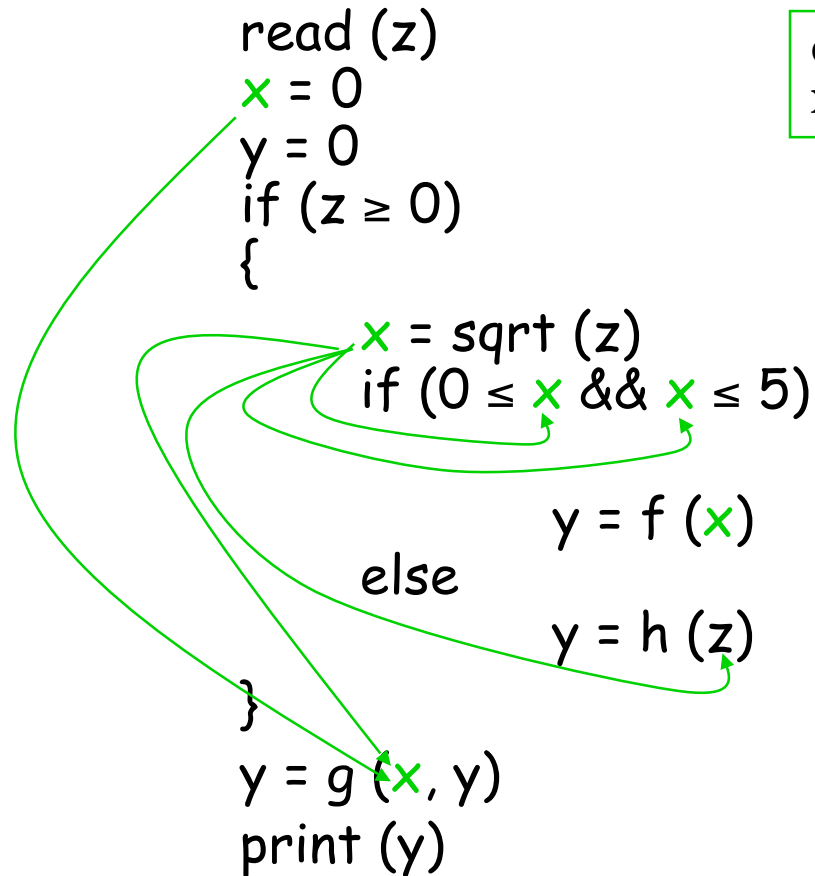 read (z)
x = 0
y = 0
if (z ≥ 0)
{
x = sqrt (z)
if (0 ≤ x && x ≤ 5)
y = f (x)
else
y = h (z)
}
y = g (x, y)
print (y)